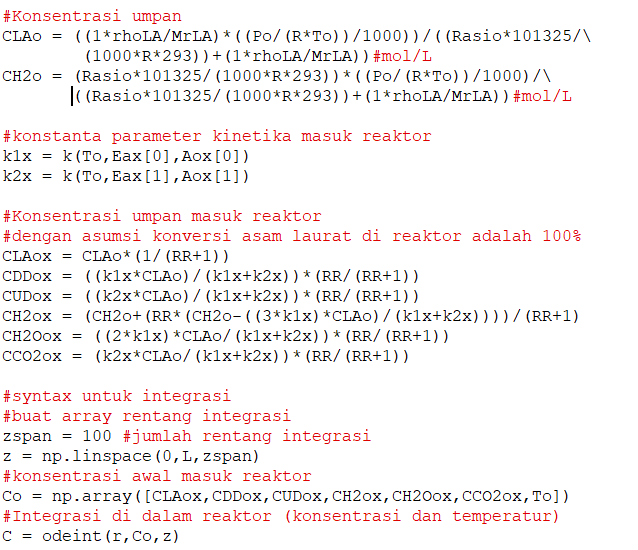 #Konsentrasi umpan
CLAo = ((1*rhoLA/MrLA)*((Po/(R*To))/1000))/((Rasio*101325/\
(1000*R*293))+(1*rhoLA/MrLA))#mol/L
CH2o = (Rasio*101325/(1000*R*293))*((Po/(R*To))/1000)/\
((Rasio*101325/(1000*R*293))+(1*rhoLA/MrLA))#mol/L
#konstanta parameter kinetika masuk reaktor
k1x = k(To,Eax[0],Aox[0])
k2x = k(To,Eax[1],Aox[1])
#Konsentrasi umpan masuk reaktor
#dengan asumsi konversi asam laurat di reaktor adalah 100%
CLAox = CLAo*(1/(RR+1))
CDDox = ((k1x*CLAo)/(k1x+k2x))*(RR/(RR+1))
CUDox = ((k2x*CLAo)/(k1x+k2x))*(RR/(RR+1))
CH2ox = (CH2o+(RR*(CH2o-((3*k1x)*CLAo)/(k1x+k2x))))/(RR+1)
CH2Oox = ((2*k1x)*CLAo/(k1x+k2x))*(RR/(RR+1))
CCO2ox = (k2x*CLAo/(k1x+k2x))*(RR/(RR+1))
#syntax untuk integrasi
#buat array rentang integrasi
zspan = 100 #jumlah rentang integrasi
z = np.linspace(0,L,zspan)
#konsentrasi awal masuk reaktor
Co = np.array([CLAox,CDDox,CUDox,CH2ox,CH2Oox,CCO2ox,To])
#Integrasi di dalam reaktor (konsentrasi dan temperatur)
C = odeint(r,Co,z)